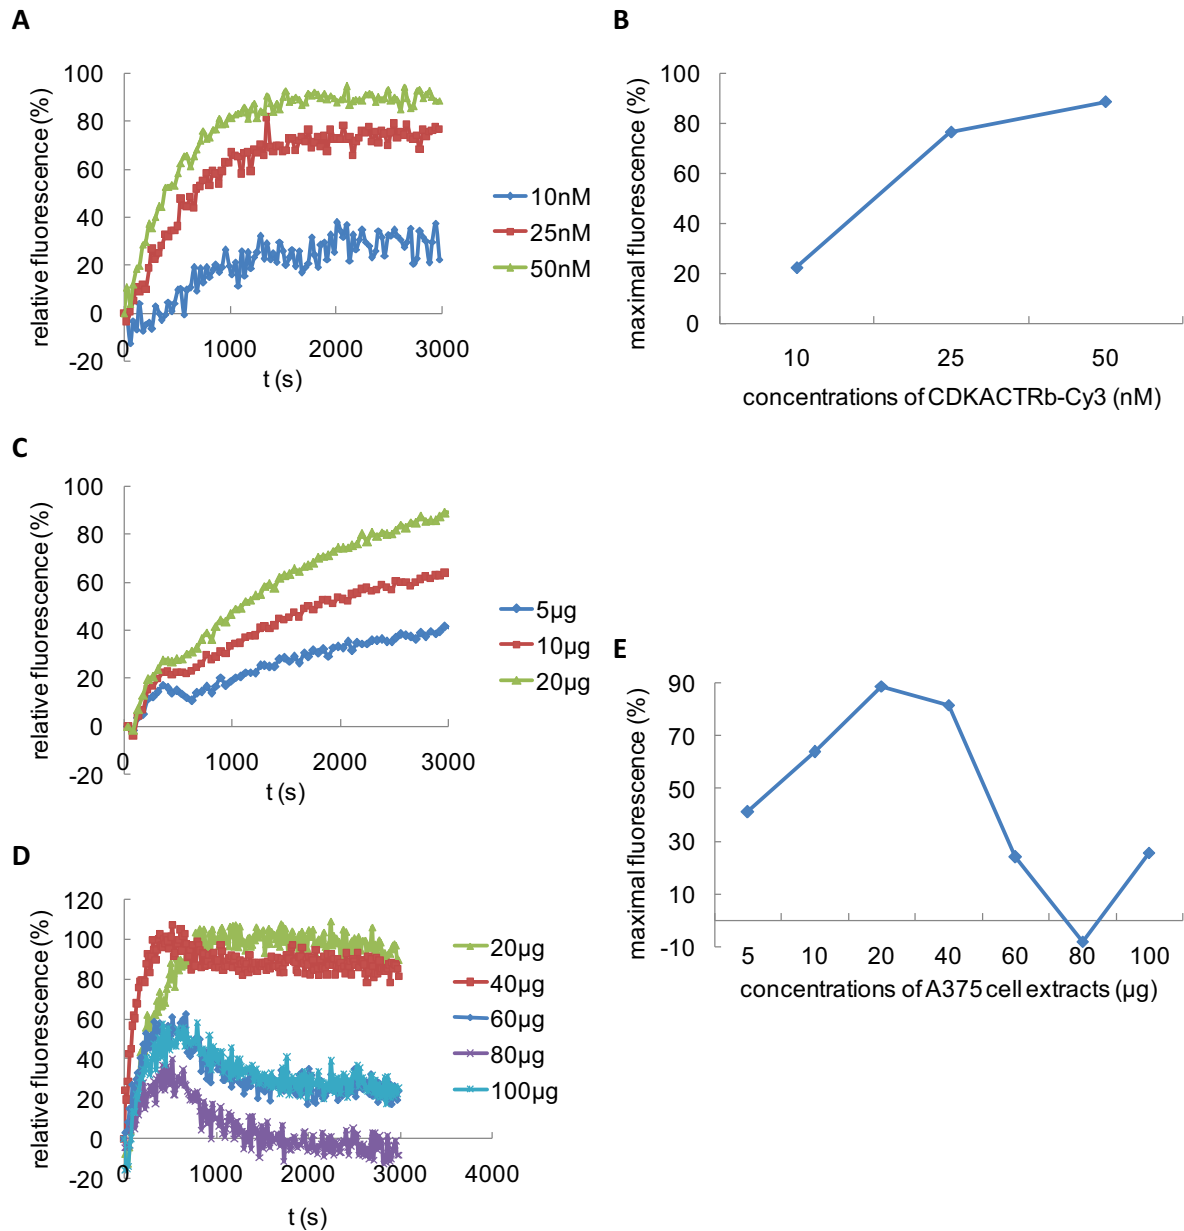 A
relative fluorescence (%)
100
80
60
40
20
0
-20
0 1000 2000 3000
t (s)
10nM
25nM
50nM
B
maximal fluorescence (%)
100
80
60
40
20
0
10 25 50
concentrations of CDKACTRb-Cy3 (nM)
C
relative fluorescence (%)
100
80
60
40
20
0
-20
0 1000 2000 3000
t (s)
5µg
10µg
20µg
D
relative fluorescence (%)
120
100
80
60
40
20
0
-20
0 1000 2000 3000 4000
t (s)
20µg
40µg
60µg
80µg
100µg
E
maximal fluorescence (%)
90
70
50
30
10
-10
5 10 20 40 60 80 100
concentrations of A375 cell extracts (µg)